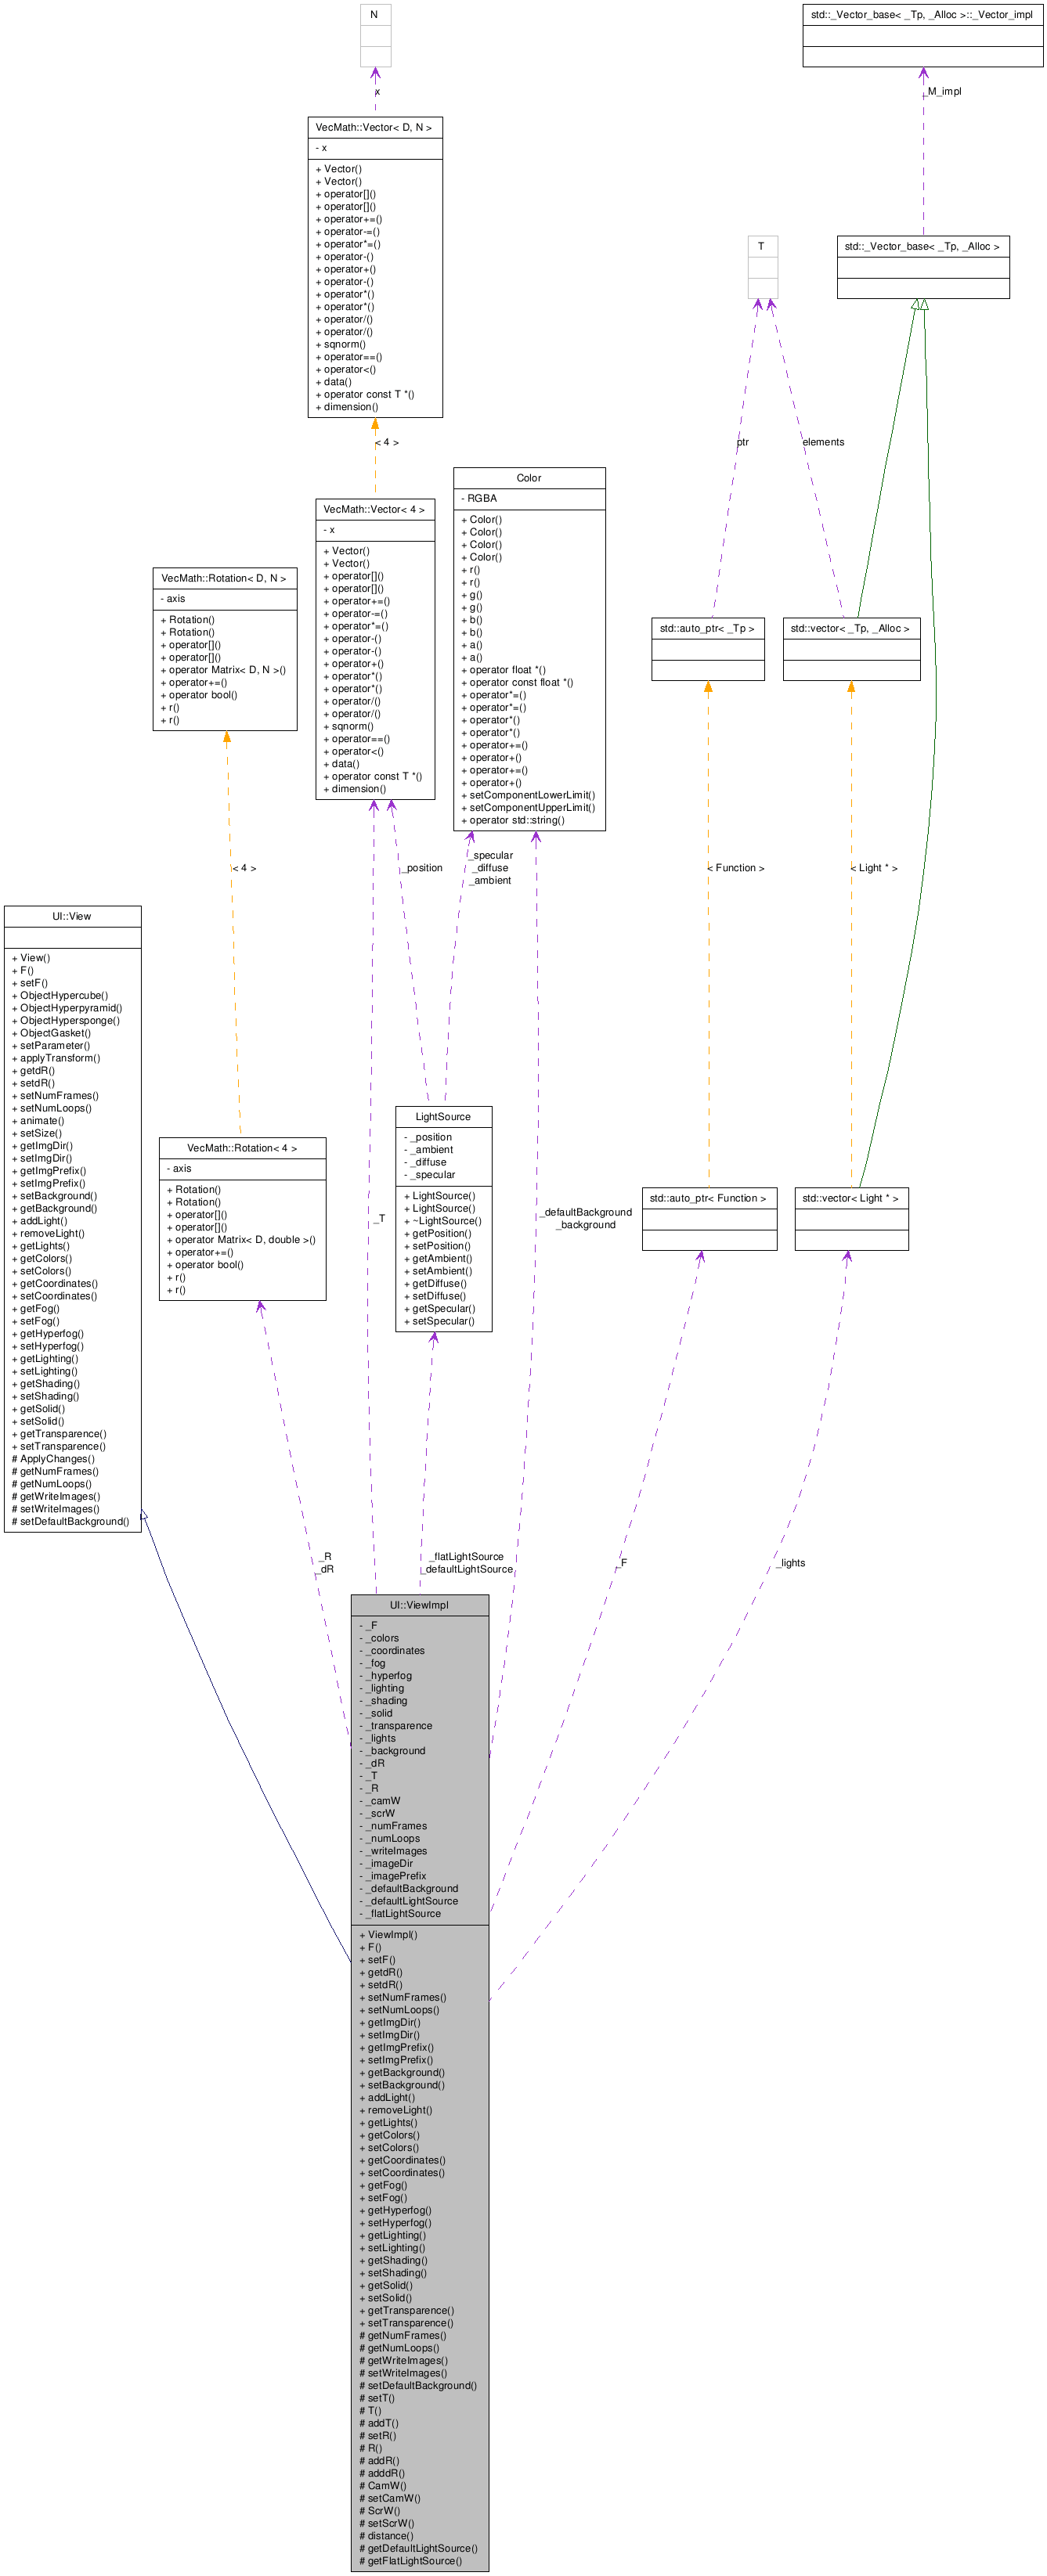 N
std::_Vector_base< _Tp, _Alloc >::_Vector_impl
x
_M_impl
VecMath::Vector< D, N >
- x
+ Vector()
+ Vector()
+ operator[]()
+ operator[]()
+ operator+=()
+ operator-=()
+ operator*=()
+ operator-()
+ operator+()
+ operator-()
+ operator*()
+ operator*()
+ operator/()
+ operator/()
+ sqnorm()
+ operator==()
+ operator<()
+ data()
+ operator const T *()
+ dimension()
T
std::_Vector_base< _Tp, _Alloc >
< 4 >
ptr
elements
VecMath::Vector< 4 >
- x
+ Vector()
+ Vector()
+ operator[]()
+ operator[]()
+ operator+=()
+ operator-=()
+ operator*=()
+ operator-()
+ operator-()
+ operator+()
+ operator*()
+ operator*()
+ operator/()
+ operator/()
+ sqnorm()
+ operator==()
+ operator<()
+ data()
+ operator const T *()
+ dimension()
Color
- RGBA
+ Color()
+ Color()
+ Color()
+ Color()
+ r()
+ r()
+ g()
+ g()
+ b()
+ b()
+ a()
+ a()
+ operator float *()
+ operator const float *()
+ operator*=()
+ operator*=()
+ operator*()
+ operator*()
+ operator+=()
+ operator+()
+ operator+=()
+ operator+()
+ setComponentLowerLimit()
+ setComponentUpperLimit()
+ operator std::string()
VecMath::Rotation< D, N >
- axis
+ Rotation()
+ Rotation()
+ operator[]()
+ operator[]()
+ operator Matrix< D, N >()
+ operator+=()
+ operator bool()
+ r()
+ r()
std::auto_ptr< _Tp >
std::vector< _Tp, _Alloc >
< 4 >
_position
_specular
_diffuse
_ambient
< Function >
< Light * >
UI::View
+ View()
+ F()
+ setF()
+ ObjectHypercube()
+ ObjectHyperpyramid()
+ ObjectHypersponge()
+ ObjectGasket()
+ setParameter()
+ applyTransform()
+ getdR()
+ setdR()
+ setNumFrames()
+ setNumLoops()
+ animate()
+ setSize()
+ getImgDir()
+ setImgDir()
+ getImgPrefix()
+ setImgPrefix()
+ setBackground()
+ getBackground()
+ addLight()
+ removeLight()
+ getLights()
+ getColors()
+ setColors()
+ getCoordinates()
+ setCoordinates()
+ getFog()
+ setFog()
+ getHyperfog()
+ setHyperfog()
+ getLighting()
+ setLighting()
+ getShading()
+ setShading()
+ getSolid()
+ setSolid()
+ getTransparence()
+ setTransparence()
# ApplyChanges()
# getNumFrames()
# getNumLoops()
# getWriteImages()
# setWriteImages()
# setDefaultBackground()
VecMath::Rotation< 4 >
- axis
+ Rotation()
+ Rotation()
+ operator[]()
+ operator[]()
+ operator Matrix< D, double >()
+ operator+=()
+ operator bool()
+ r()
+ r()
_T
LightSource
- _position
- _ambient
- _diffuse
- _specular
+ LightSource()
+ LightSource()
+ ~LightSource()
+ getPosition()
+ setPosition()
+ getAmbient()
+ setAmbient()
+ getDiffuse()
+ setDiffuse()
+ getSpecular()
+ setSpecular()
_defaultBackground
_background
std::auto_ptr< Function >
std::vector< Light * >
_R
_dR
_flatLightSource
_defaultLightSource
_F
_lights
UI::ViewImpl
- _F
- _colors
- _coordinates
- _fog
- _hyperfog
- _lighting
- _shading
- _solid
- _transparence
- _lights
- _background
- _dR
- _T
- _R
- _camW
- _scrW
- _numFrames
- _numLoops
- _writeImages
- _imageDir
- _imagePrefix
- _defaultBackground
- _defaultLightSource
- _flatLightSource
+ ViewImpl()
+ F()
+ setF()
+ getdR()
+ setdR()
+ setNumFrames()
+ setNumLoops()
+ getImgDir()
+ setImgDir()
+ getImgPrefix()
+ setImgPrefix()
+ getBackground()
+ setBackground()
+ addLight()
+ removeLight()
+ getLights()
+ getColors()
+ setColors()
+ getCoordinates()
+ setCoordinates()
+ getFog()
+ setFog()
+ getHyperfog()
+ setHyperfog()
+ getLighting()
+ setLighting()
+ getShading()
+ setShading()
+ getSolid()
+ setSolid()
+ getTransparence()
+ setTransparence()
# getNumFrames()
# getNumLoops()
# getWriteImages()
# setWriteImages()
# setDefaultBackground()
# setT()
# T()
# addT()
# setR()
# R()
# addR()
# adddR()
# CamW()
# setCamW()
# ScrW()
# setScrW()
# distance()
# getDefaultLightSource()
# getFlatLightSource()